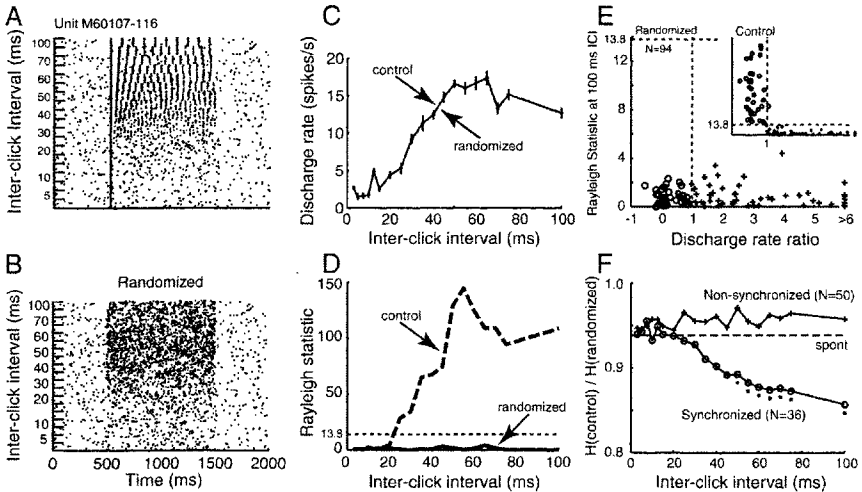 A
Unit M60107-116
Inter-click Interval (ms)
100
70
60
50
40
30
20
10
5
B
Randomized
Inter-click interval (ms)
100
70
60
50
40
30
20
10
5
0
500
1000
1500
2000
Time (ms)
C
Discharge rate (spikes/s)
20
15
10
5
0
control
randomized
0
20
40
60
80
100
Inter-click interval (ms)
D
Rayleigh statistic
150
100
50
13.8
0
control
randomized
0
20
40
60
80
100
Inter-click interval (ms)
E
Rayleigh Statistic at 100 ms ICI
13.8
12
8
4
0
Randomized
N=94
Control
13.8
1
-1
0
1
2
3
4
5
>6
Discharge rate ratio
F
H(control) / H(randomized)
1.0
0.9
0.8
Non-synchronized (N=50)
spont
Synchronized (N=36)
0
10
20
30
40
50
60
70
80
90
100
Inter-click interval (ms)